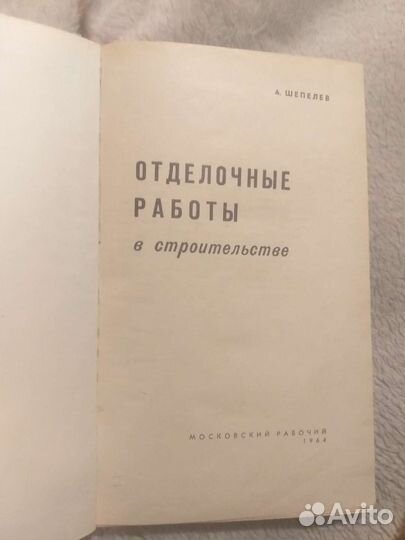 А. ШЕПЕЛЕВ
ОТДЕЛОЧНЫЕ
РАБОТЫ
в строительстве
МОСКОВСКИЙ РАБОЧИЙ
1964
Avito